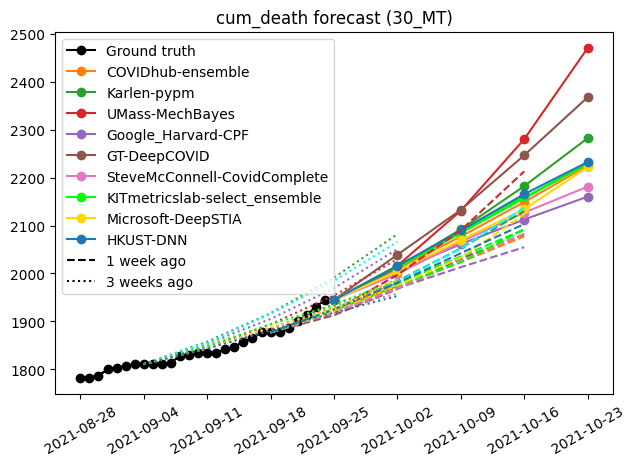 cum_death forecast (30_MT)
2500
2400
2300
2200
2100
2000
1900
1800
Ground truth
COVIDhub-ensemble
Karlen-pypm
UMass-MechBayes
Google_Harvard-CPF
GT-DeepCOVID
SteveMcConnell-CovidComplete
KITmetricslab-select_ensemble
Microsoft-DeepSTIA
HKUST-DNN
1 week ago
3 weeks ago
2021-08-28
2021-09-04
2021-09-11
2021-09-18
2021-09-25
2021-10-02
2021-10-09
2021-10-16
2021-10-23